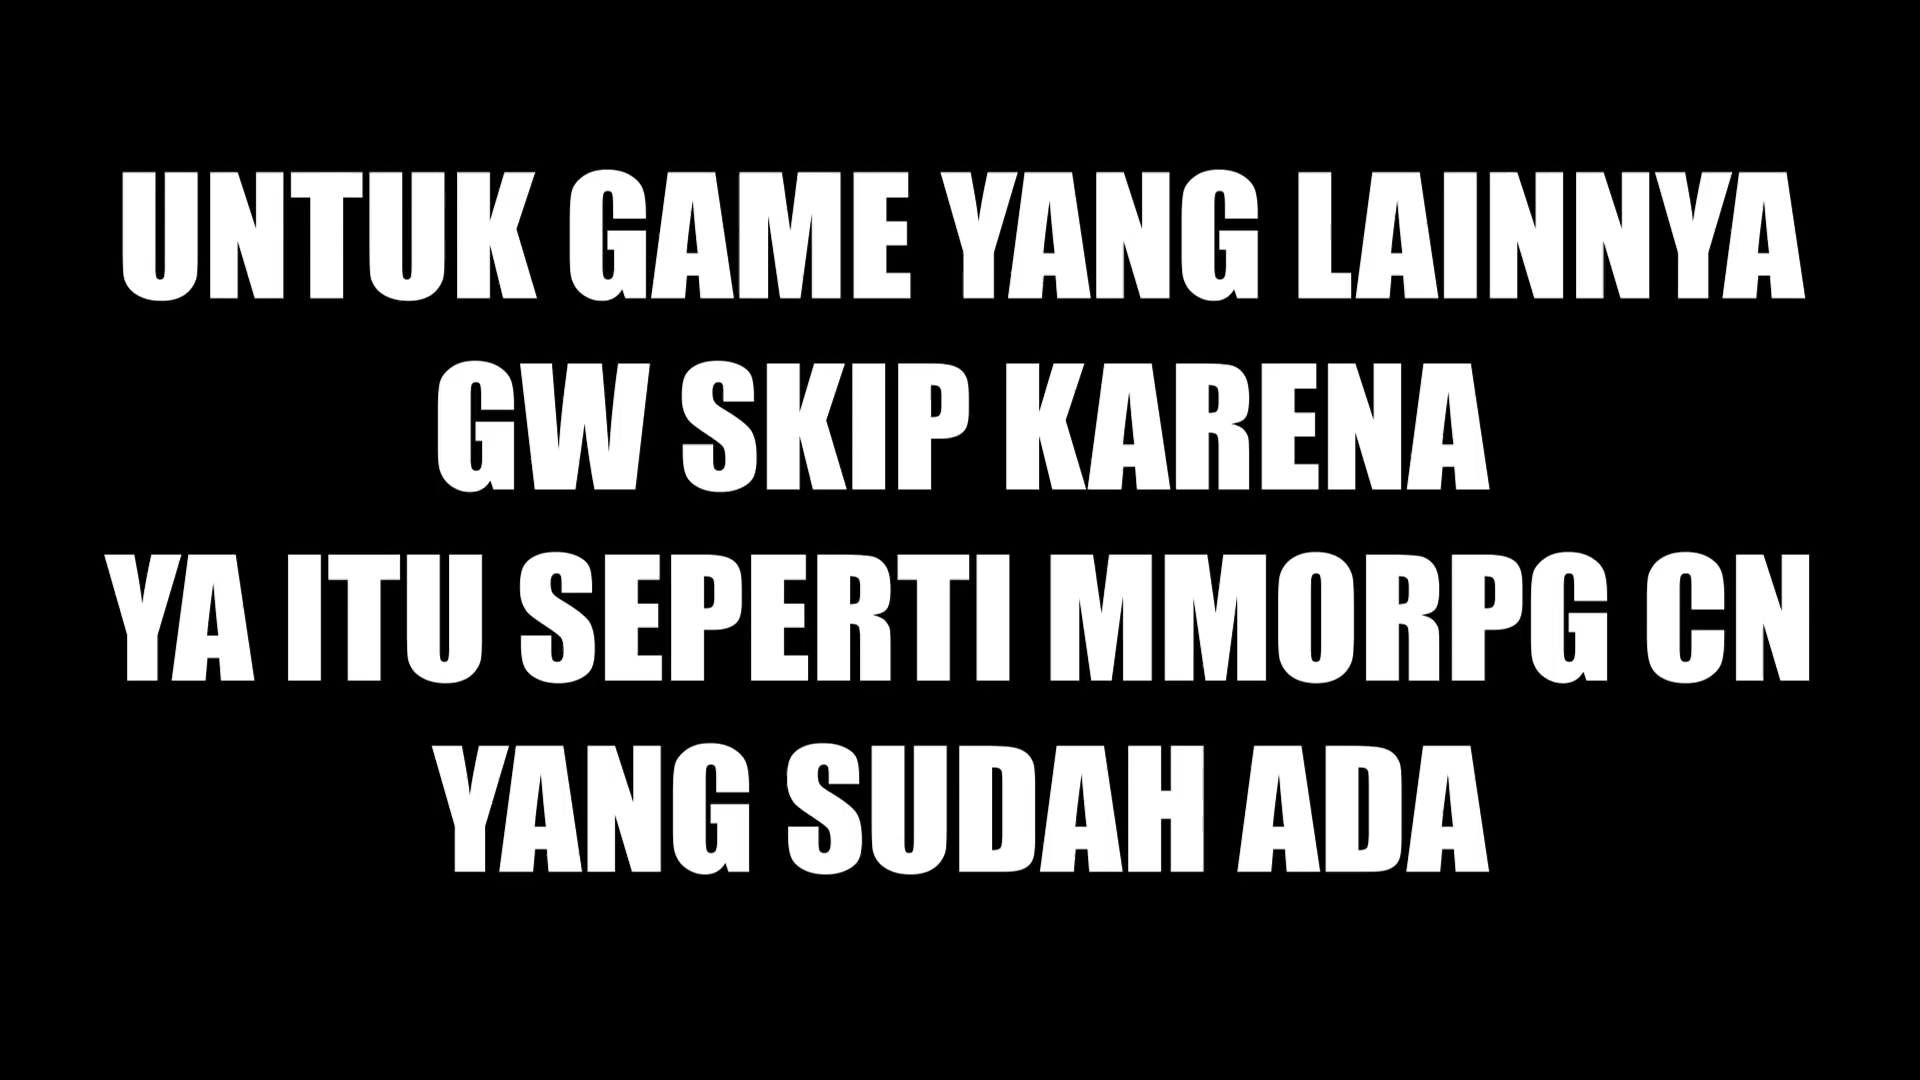 UNTUK GAME YANG LAINNYA
GW SKIP KARENA
YA ITU SEPERTI MMORPG CN
YANG SUDAH ADA